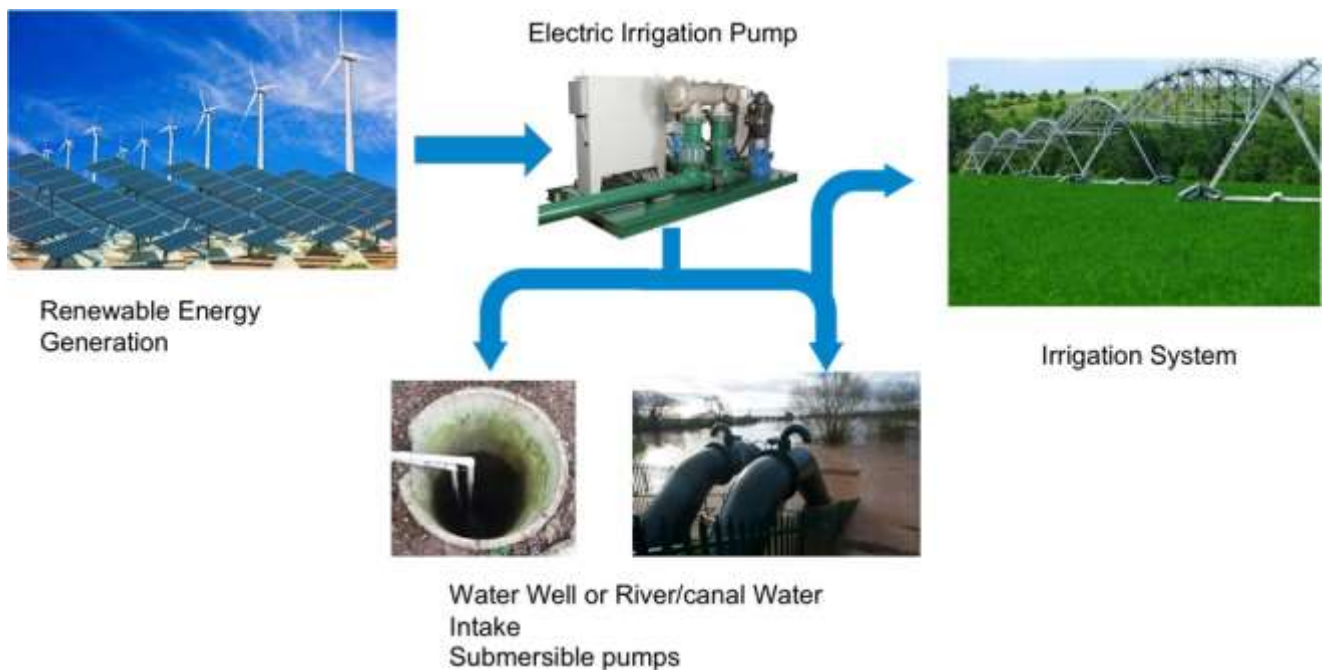 Electric Irrigation Pump
Renewable Energy
Generation
Irrigation System
Water Well or River/canal Water
Intake
Submersible pumps